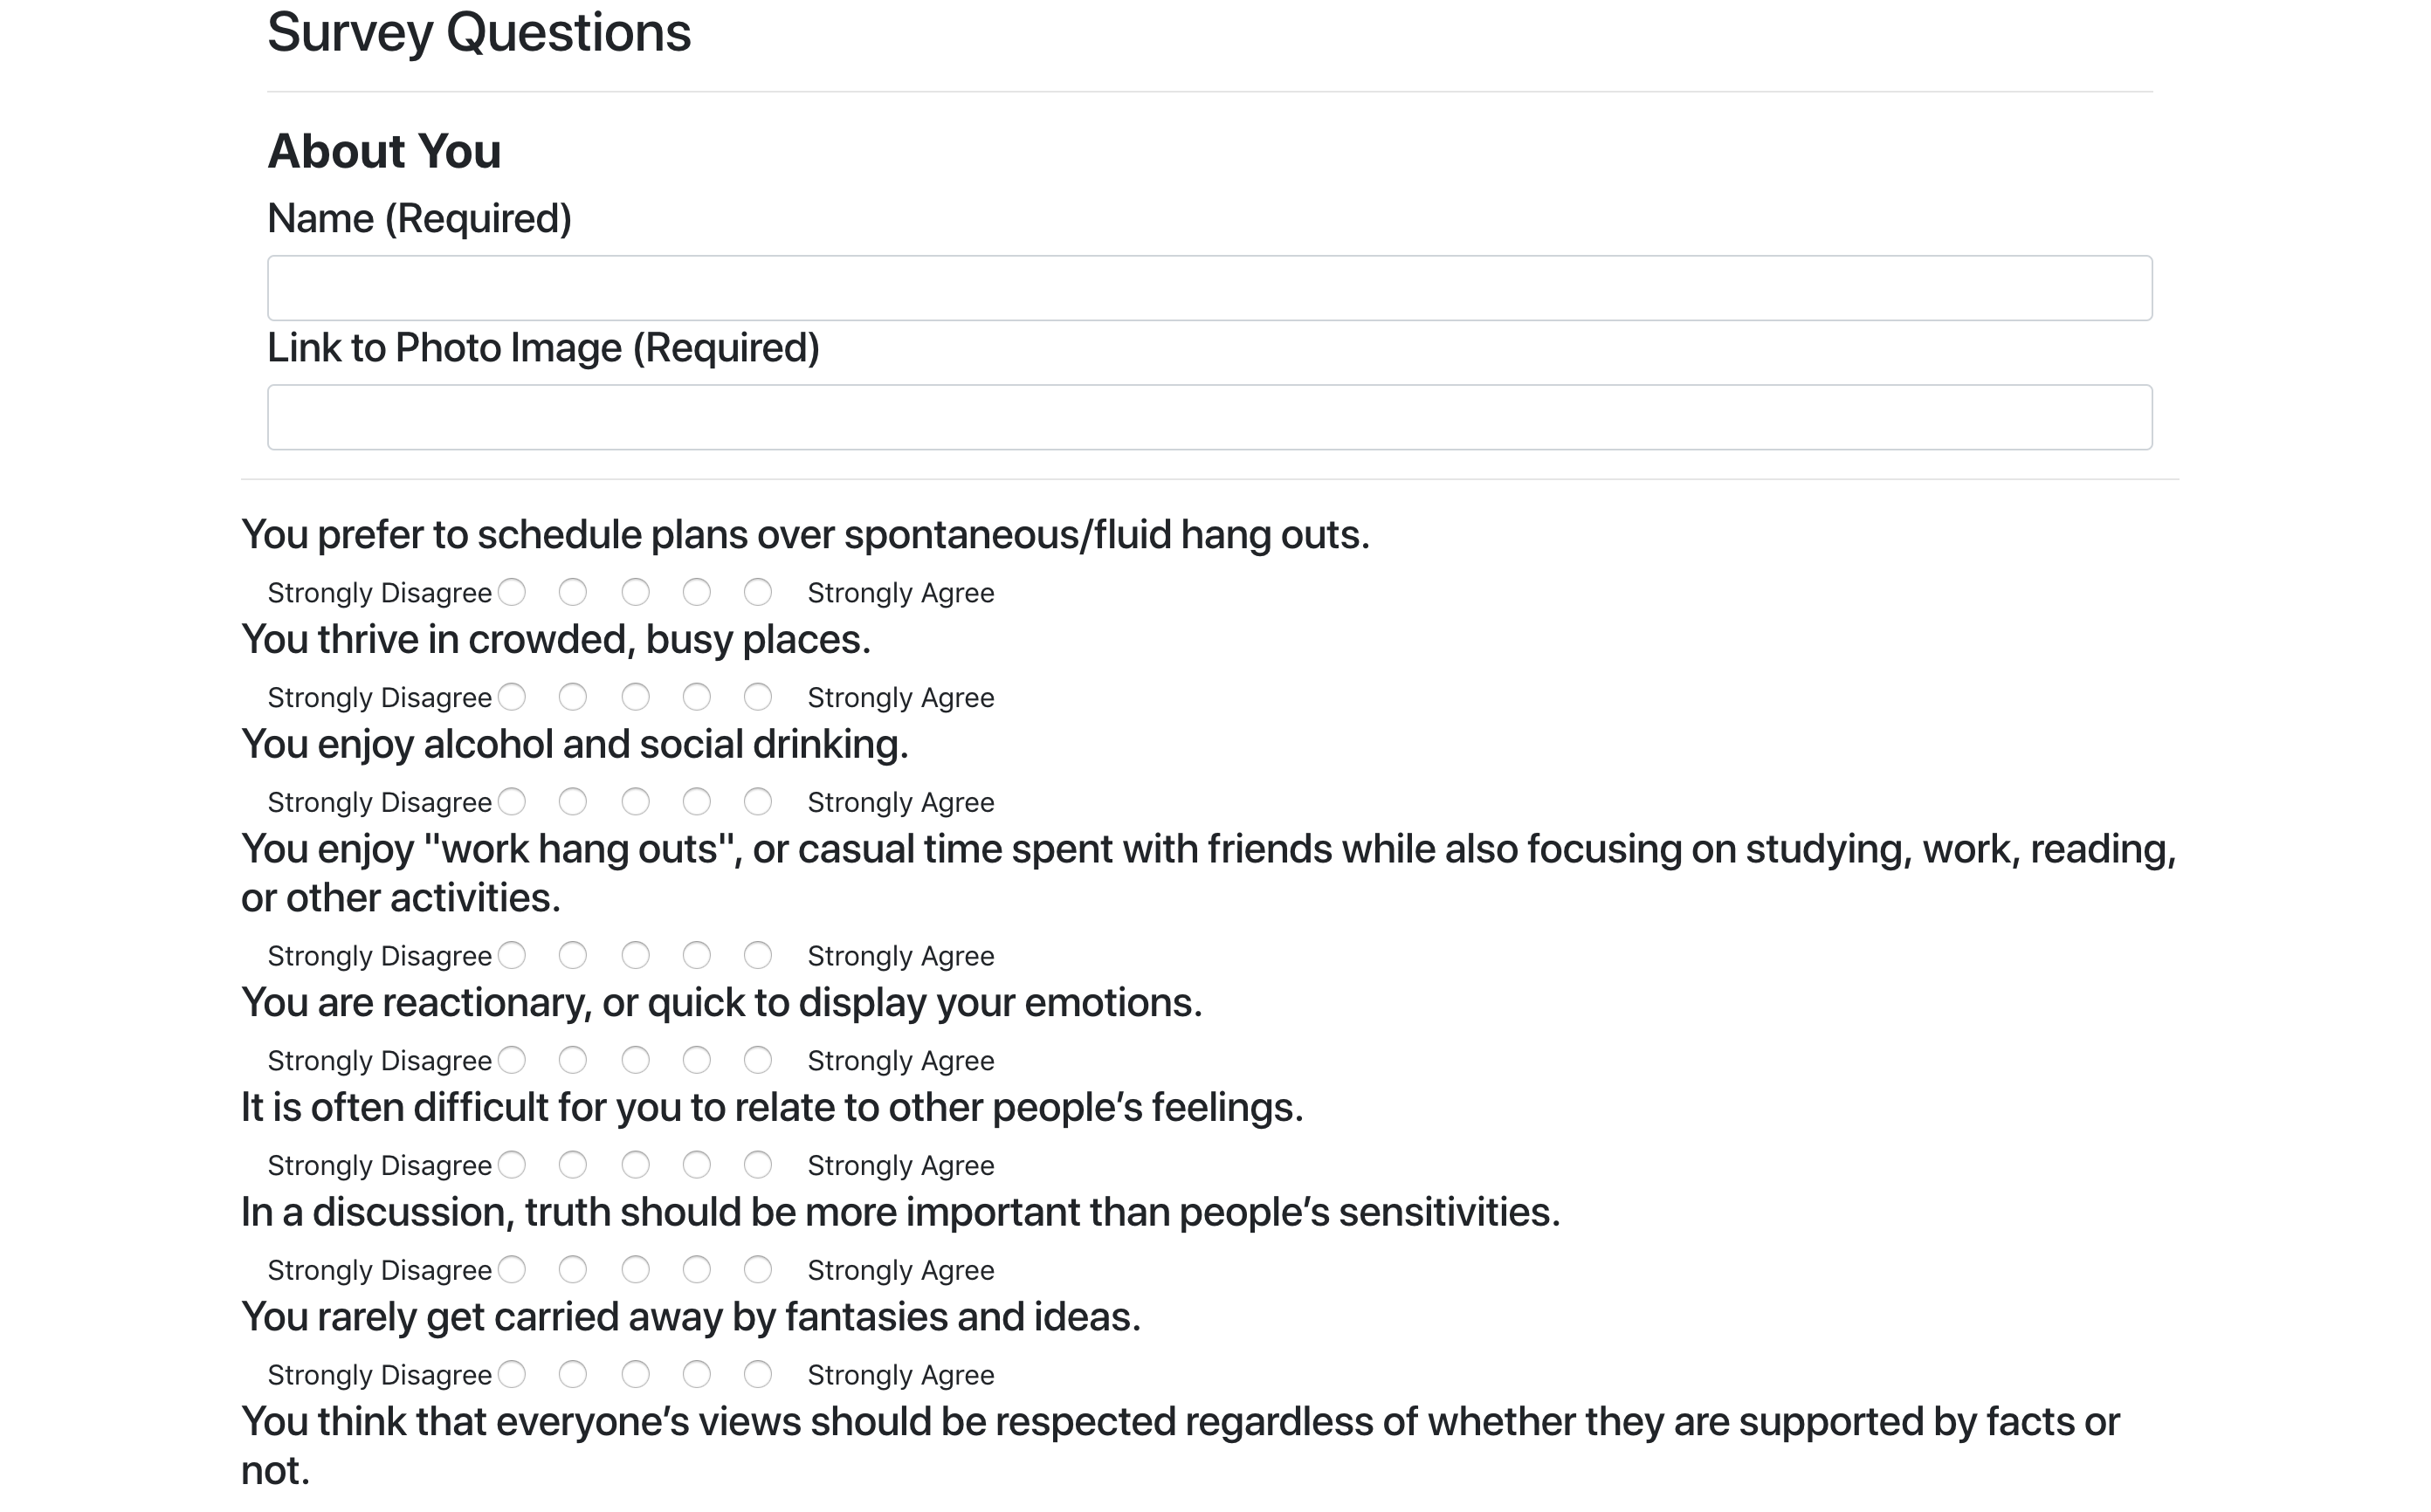 Survey Questions
About You
Name (Required)
Link to Photo Image (Required)
You prefer to schedule plans over spontaneous/fluid hang outs.
Strongly Disagree Strongly Agree
You thrive in crowded, busy places.
Strongly Disagree Strongly Agree
You enjoy alcohol and social drinking.
Strongly Disagree Strongly Agree
You enjoy "work hang outs", or casual time spent with friends while also focusing on studying, work, reading,
or other activities.
Strongly Disagree Strongly Agree
You are reactionary, or quick to display your emotions.
Strongly Disagree Strongly Agree
It is often difficult for you to relate to other people’s feelings.
Strongly Disagree Strongly Agree
In a discussion, truth should be more important than people’s sensitivities.
Strongly Disagree Strongly Agree
You rarely get carried away by fantasies and ideas.
Strongly Disagree Strongly Agree
You think that everyone’s views should be respected regardless of whether they are supported by facts or
not.